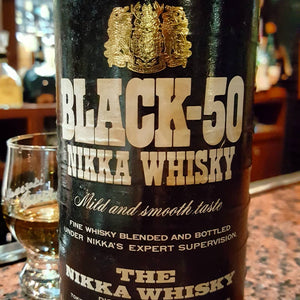 BLACK-50
NIKKA WHISKY
Mild and smooth taste
FINE WHISKY BLENDED AND BOTTLED
UNDER NIKKA'S EXPERT SUPERVISION.
THE
NIKKA WHISKY